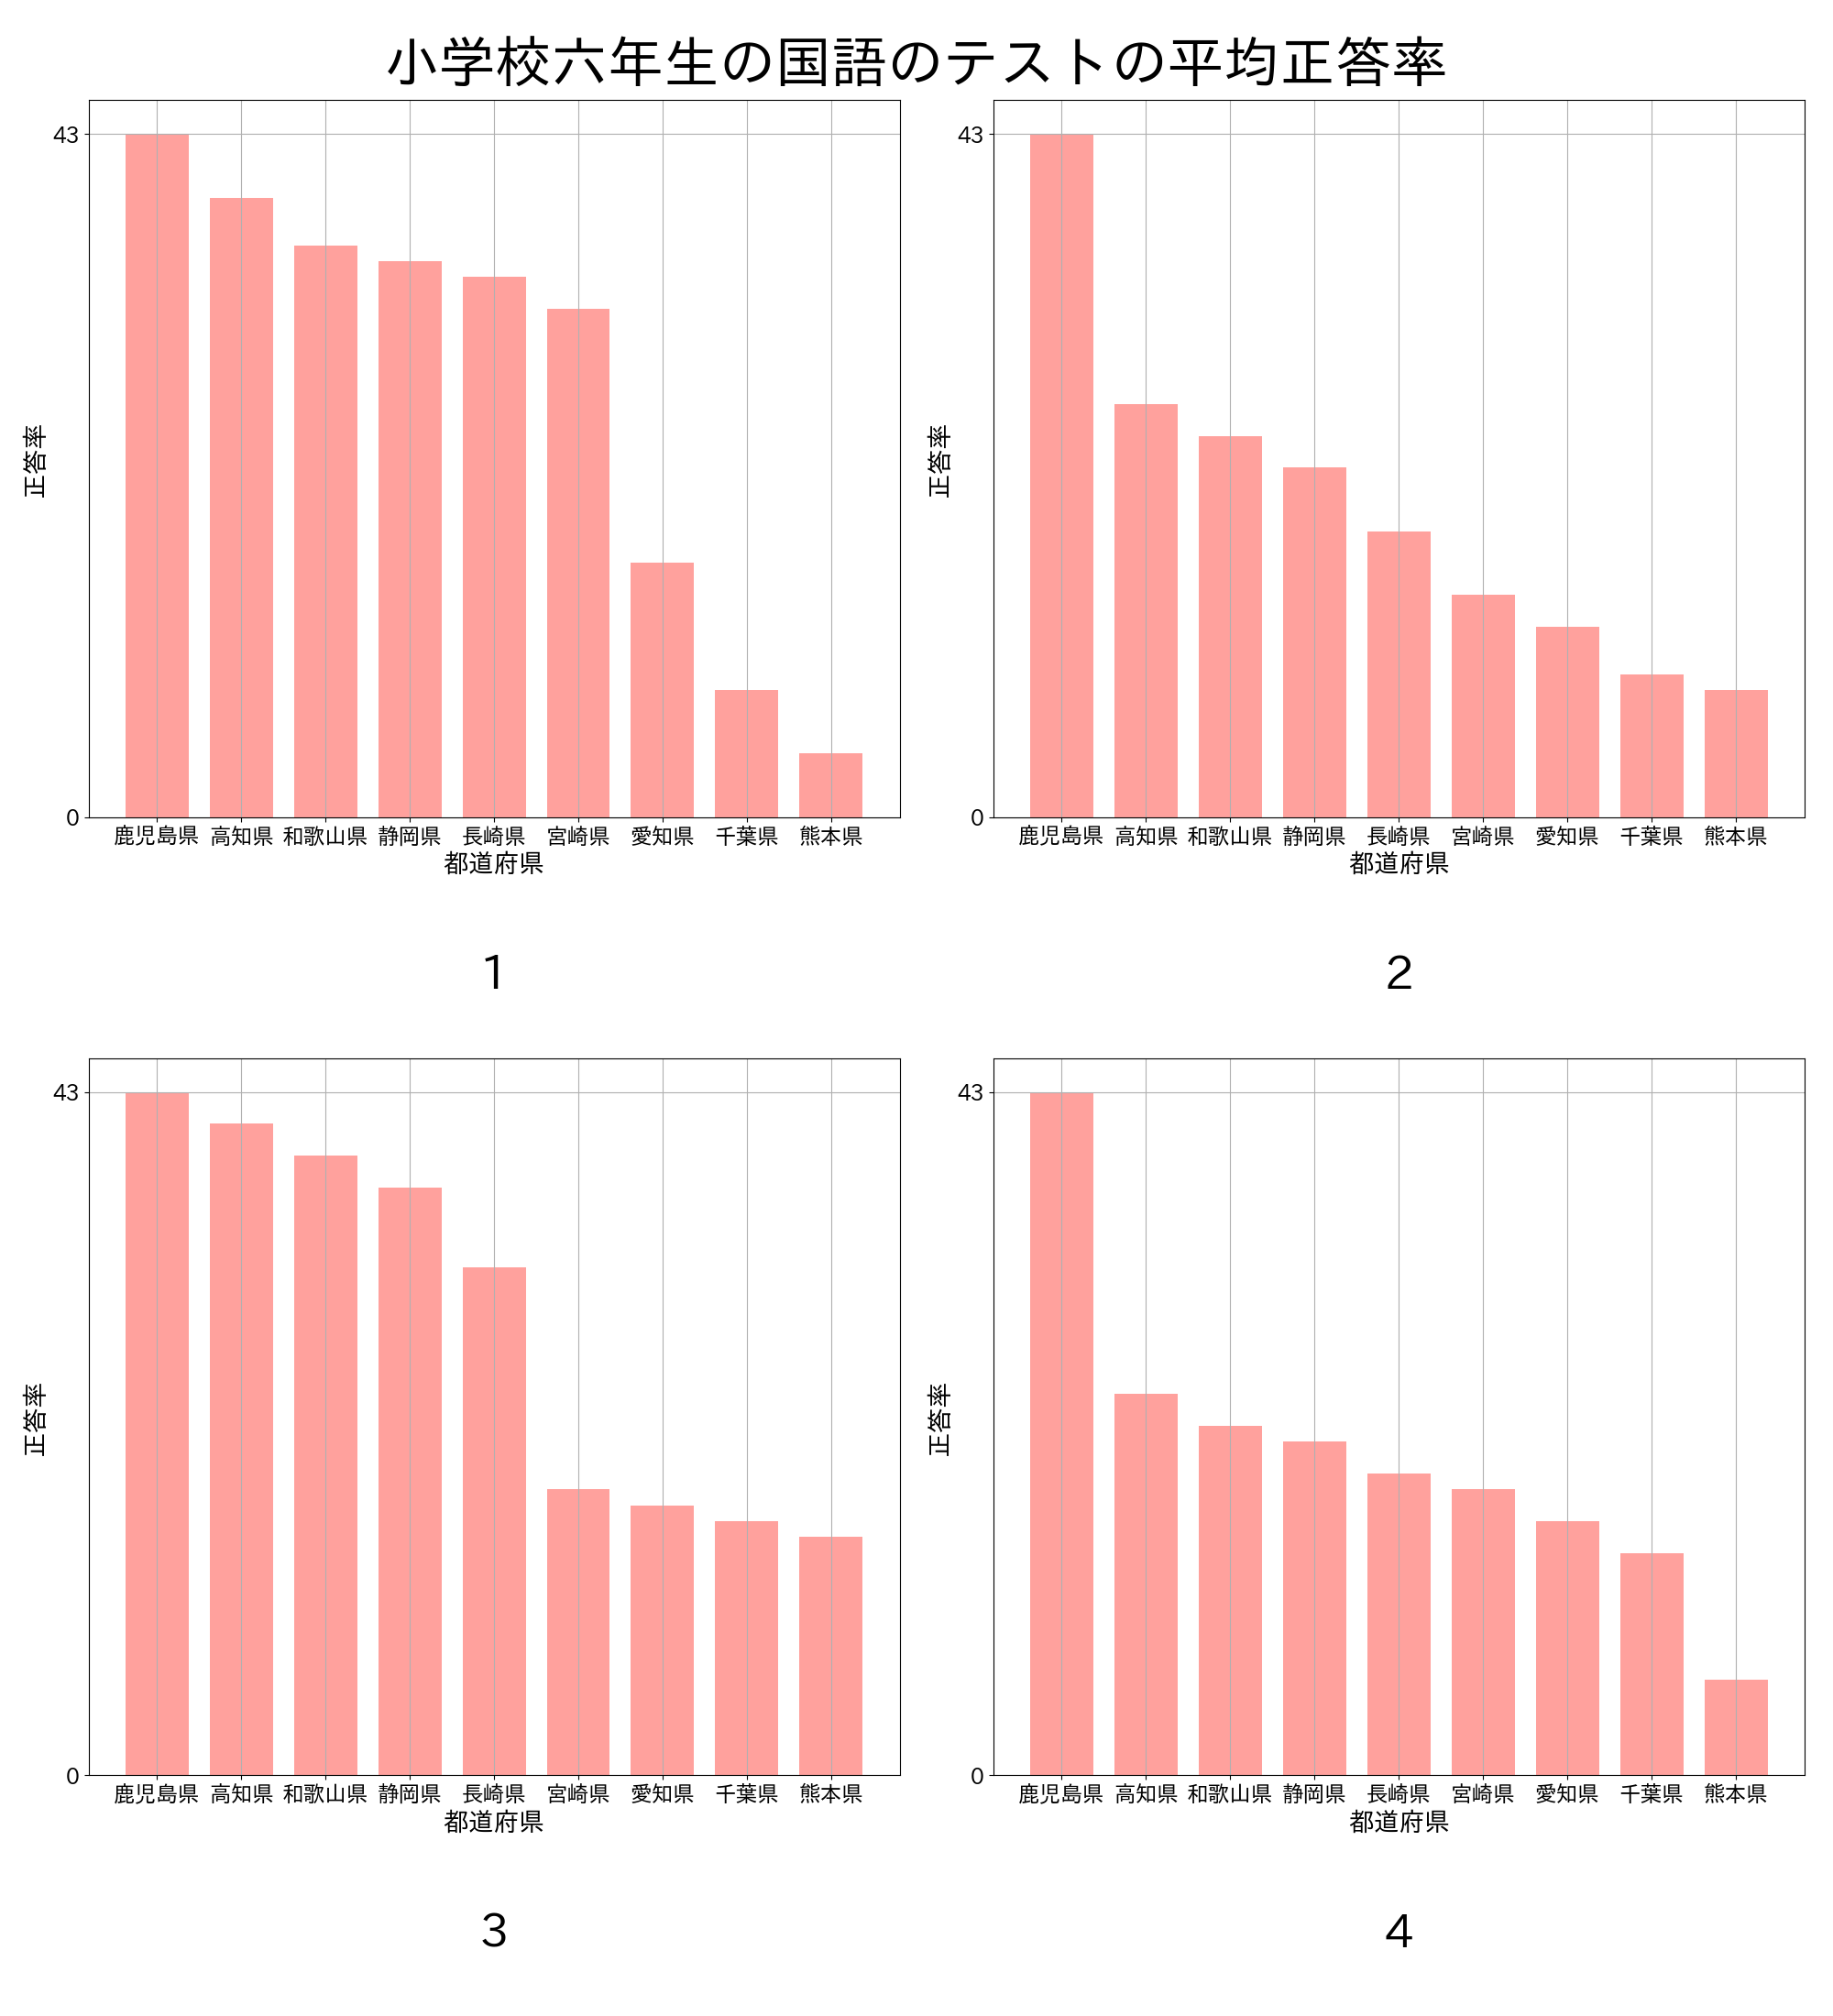 小学校六年生の国語のテストの平均正答率
43
0
正答率
鹿児島県 高知県 和歌山県 静岡県 長崎県 宮崎県 愛知県 千葉県 熊本県
都道府県
1
43
0
正答率
鹿児島県 高知県 和歌山県 静岡県 長崎県 宮崎県 愛知県 千葉県 熊本県
都道府県
2
43
0
正答率
鹿児島県 高知県 和歌山県 静岡県 長崎県 宮崎県 愛知県 千葉県 熊本県
都道府県
3
43
0
正答率
鹿児島県 高知県 和歌山県 静岡県 長崎県 宮崎県 愛知県 千葉県 熊本県
都道府県
4